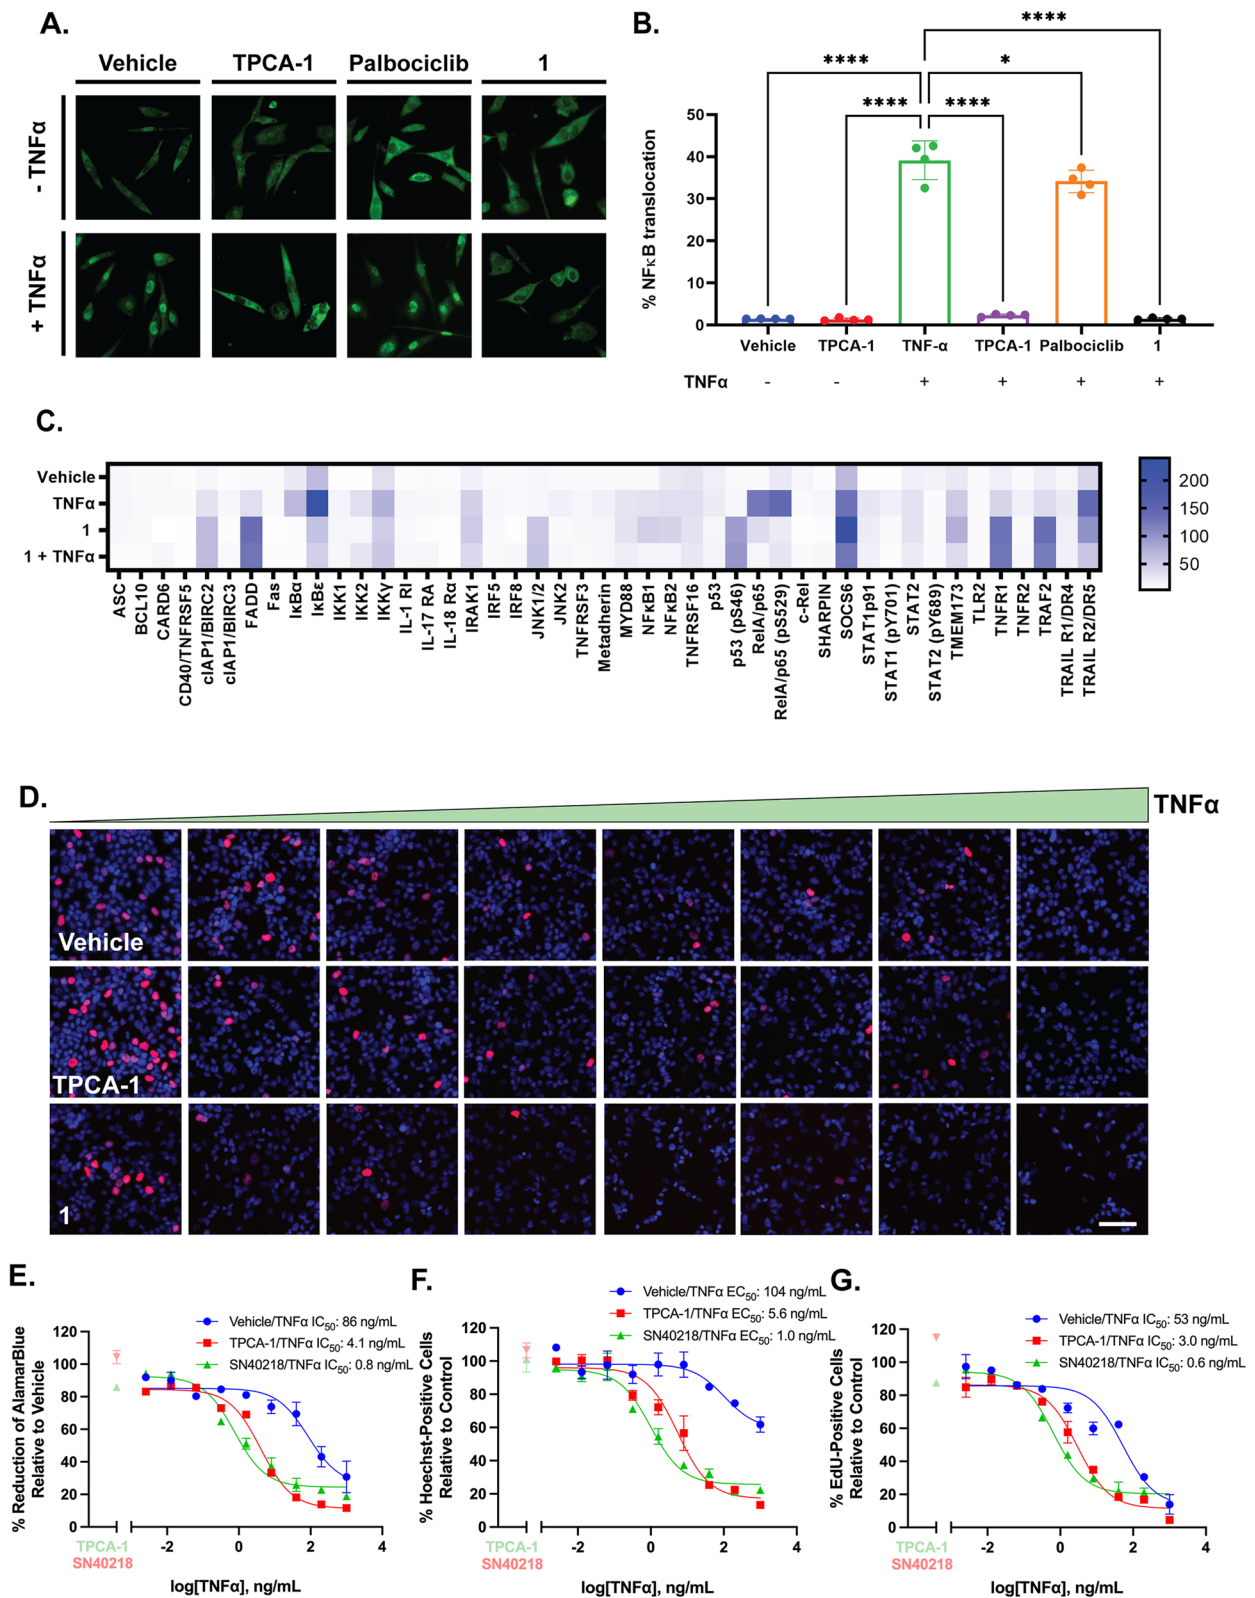 A.
Vehicle
TPCA-1
Palbociclib
1
- TNFα
+ TNFα
B.
****
****
*
****
****
% NFκB translocation
50
40
30
20
10
0
Vehicle
TPCA-1
TNF-α
TPCA-1
Palbociclib
1
TNFα
-
-
+
+
+
+
C.
Vehicle
TNFα
1
1 + TNFα
200
150
100
50
ASC
BCL10
CARD6
CD40/TNFRSF5
cIAP1/BIRC2
cIAP1/BIRC3
FADD
Fas
IκBα
IκBε
IKK1
IKK2
IKKγ
IL-1 RI
IL-17 RA
IL-18 Rα
IRAK1
IRF5
IRF8
JNK1/2
JNK2
TNFRSF3
Metadherin
MYD88
NFκB1
NFκB2
TNFRSF16
p53
p53 (pS46)
RelA/p65
RelA/p65 (pS529)
c-Rel
SHARPIN
SOCS6
STAT1p91
STAT1 (pY701)
STAT2
STAT2 (pY689)
TMEM173
TLR2
TNFR1
TNFR2
TRAF2
TRAIL R1/DR4
TRAIL R2/DR5
D.
TNFα
Vehicle
TPCA-1
1
E.
Vehicle/TNFα IC50: 86 ng/mL
TPCA-1/TNFα IC50: 4.1 ng/mL
SN40218/TNFα IC50: 0.8 ng/mL
% Reduction of AlamarBlue
Relative to Vehicle
120
100
80
60
40
20
0
-2
0
2
4
TPCA-1
SN40218
log[TNFα], ng/mL
F.
Vehicle/TNFα EC50: 104 ng/mL
TPCA-1/TNFα EC50: 5.6 ng/mL
SN40218/TNFα EC50: 1.0 ng/mL
% Hoechst-Positive Cells
Relative to Control
120
100
80
60
40
20
0
-2
0
2
4
TPCA-1
SN40218
log[TNFα], ng/mL
G.
Vehicle/TNFα IC50: 53 ng/mL
TPCA-1/TNFα IC50: 3.0 ng/mL
SN40218/TNFα IC50: 0.6 ng/mL
% EdU-Positive Cells
Relative to Control
120
100
80
60
40
20
0
-2
0
2
4
TPCA-1
SN40218
log[TNFα], ng/mL